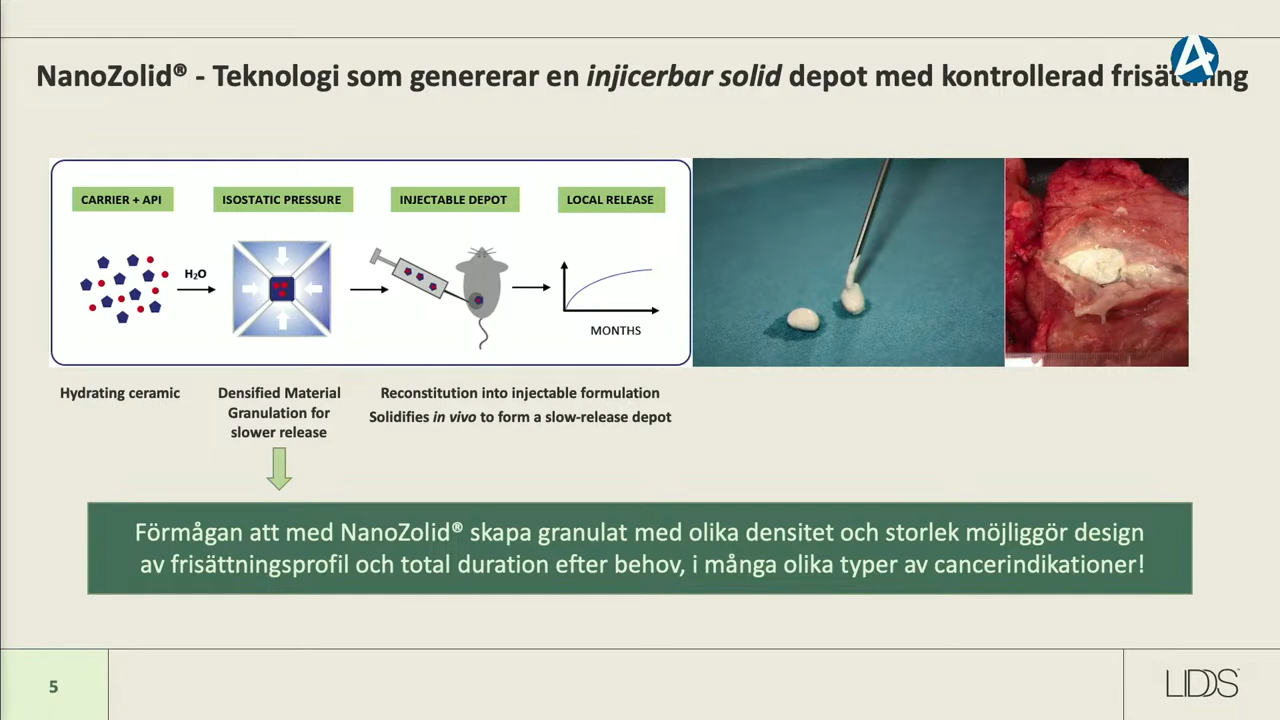 NanoZolid® - Teknologi som genererar en injicerbar solid depot med kontrollerad frisättning
CARRIER + API
ISOSTATIC PRESSURE
INJECTABLE DEPOT
LOCAL RELEASE
H₂O
MONTHS
Hydrating ceramic
Densified Material
Granulation for
slower release
Reconstitution into injectable formulation
Solidifies in vivo to form a slow-release depot
Förmågan att med NanoZolid® skapa granulat med olika densitet och storlek möjliggör design
av frisättningsprofil och total duration efter behov, i många olika typer av cancerindikationer!
5
LIDDS™